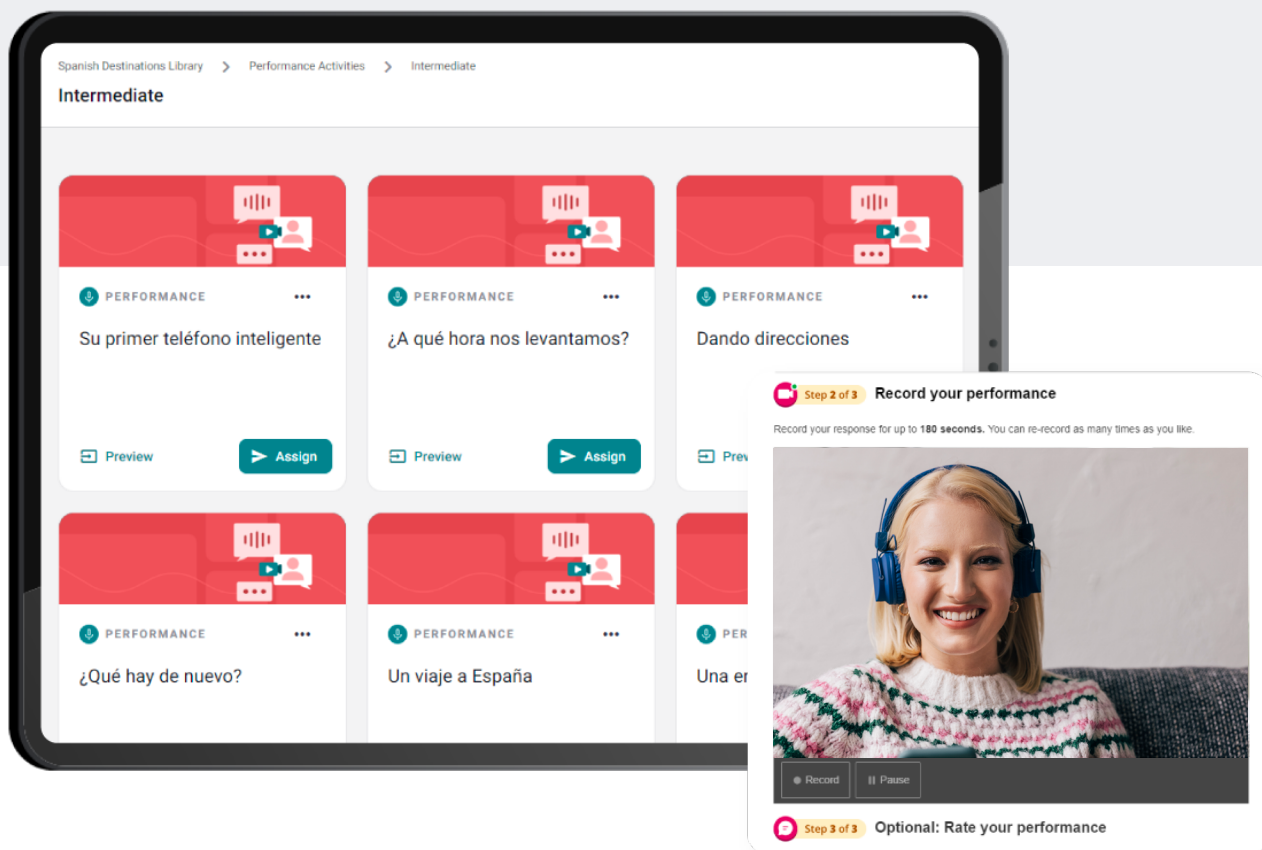 Spanish Destinations Library > Performance Activities > Intermediate
Intermediate
PERFORMANCE
PERFORMANCE
PERFORMANCE
Su primer teléfono inteligente
¿A qué hora nos levantamos?
Dando direcciones
Preview
Assign
Preview
Assign
PERFORMANCE
PERFORMANCE
¿Qué hay de nuevo?
Un viaje a España
Una
Step 2 of 3
Record your performance
Record your response for up to 180 seconds. You can re-record as many times as you like.
Record
Pause
Step 3 of 3
Optional: Rate your performance